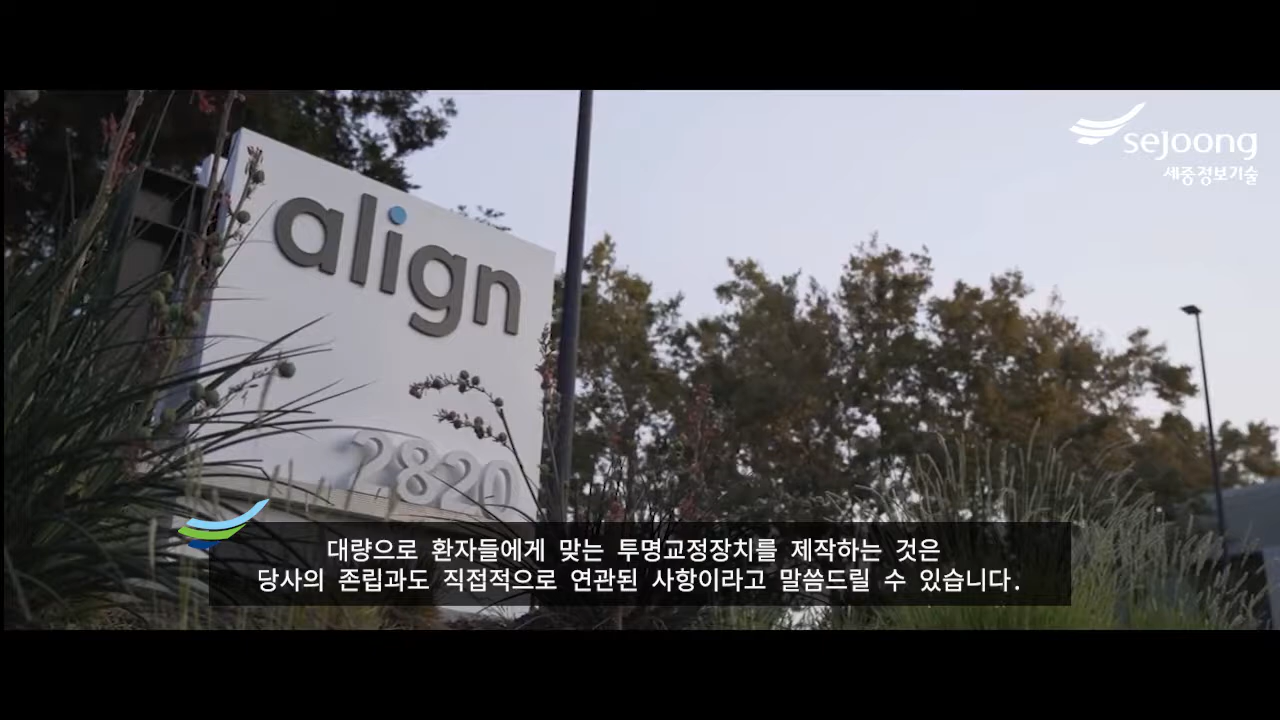 sejoong
세중정보기술
align
2820
대량으로 환자들에게 맞는 투명교정장치를 제작하는 것은
당사의 존립과도 직접적으로 연관된 사항이라고 말씀드릴 수 있습니다.